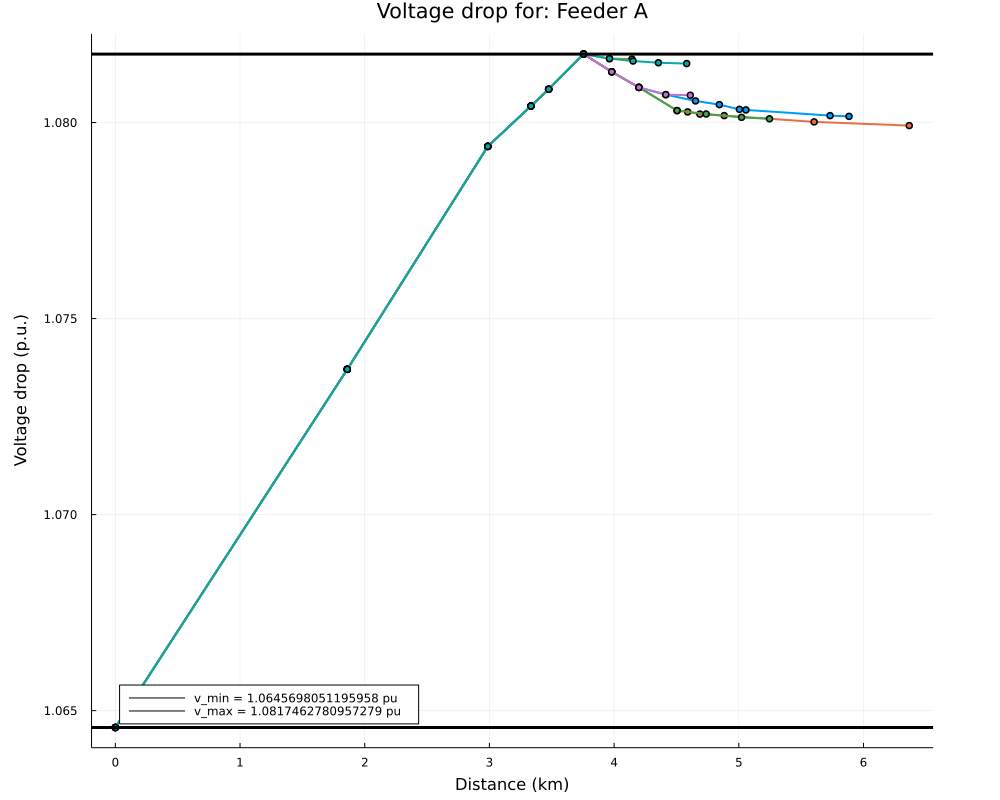 Voltage drop for: Feeder A
Voltage drop (p.u.)
1.080
1.075
1.070
1.065
v_min = 1.0645698051195958 pu
v_max = 1.0817462780957279 pu
0 1 2 3 4 5 6
Distance (km)